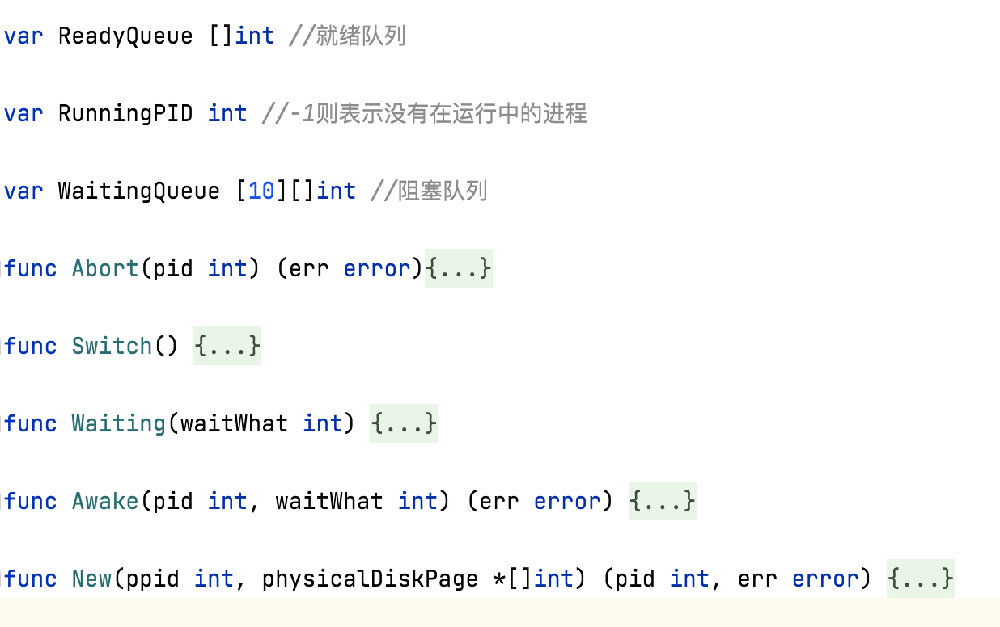 var ReadyQueue []int //就绪队列
var RunningPID int //-1则表示没有在运行中的进程
var WaitingQueue [10][]int //阻塞队列
func Abort(pid int) (err error){...}
func Switch() {...}
func Waiting(waitWhat int) {...}
func Awake(pid int, waitWhat int) (err error) {...}
func New(ppid int, physicalDiskPage *[]int) (pid int, err error) {...}